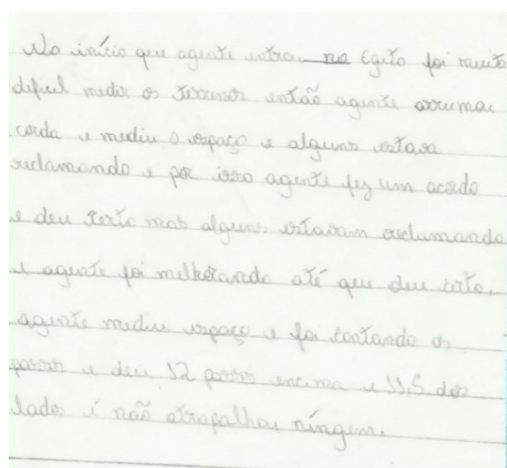 No início que agente entrou no Egito foi muito
difícil medir os terrenos então agente arrumou
corda e mediu o espaço e alguns estava
reclamando e por isso agente fez um acordo
e deu certo mas alguns estavam reclamando
e agente foi melhorando até que deu certo.
agente mediu espaço e foi contando os
passos e deu 12 passos encima e 11,5 dos
lados i não atrapalhou ningem.